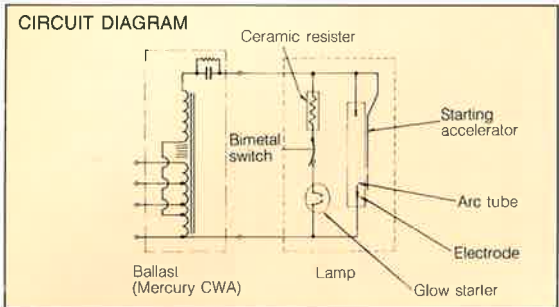 CIRCUIT DIAGRAM
Ceramic resister
Bimetal
switch
Starting
accelerator
Arc tube
Electrode
Ballast
(Mercury CWA)
Lamp
Glow starter